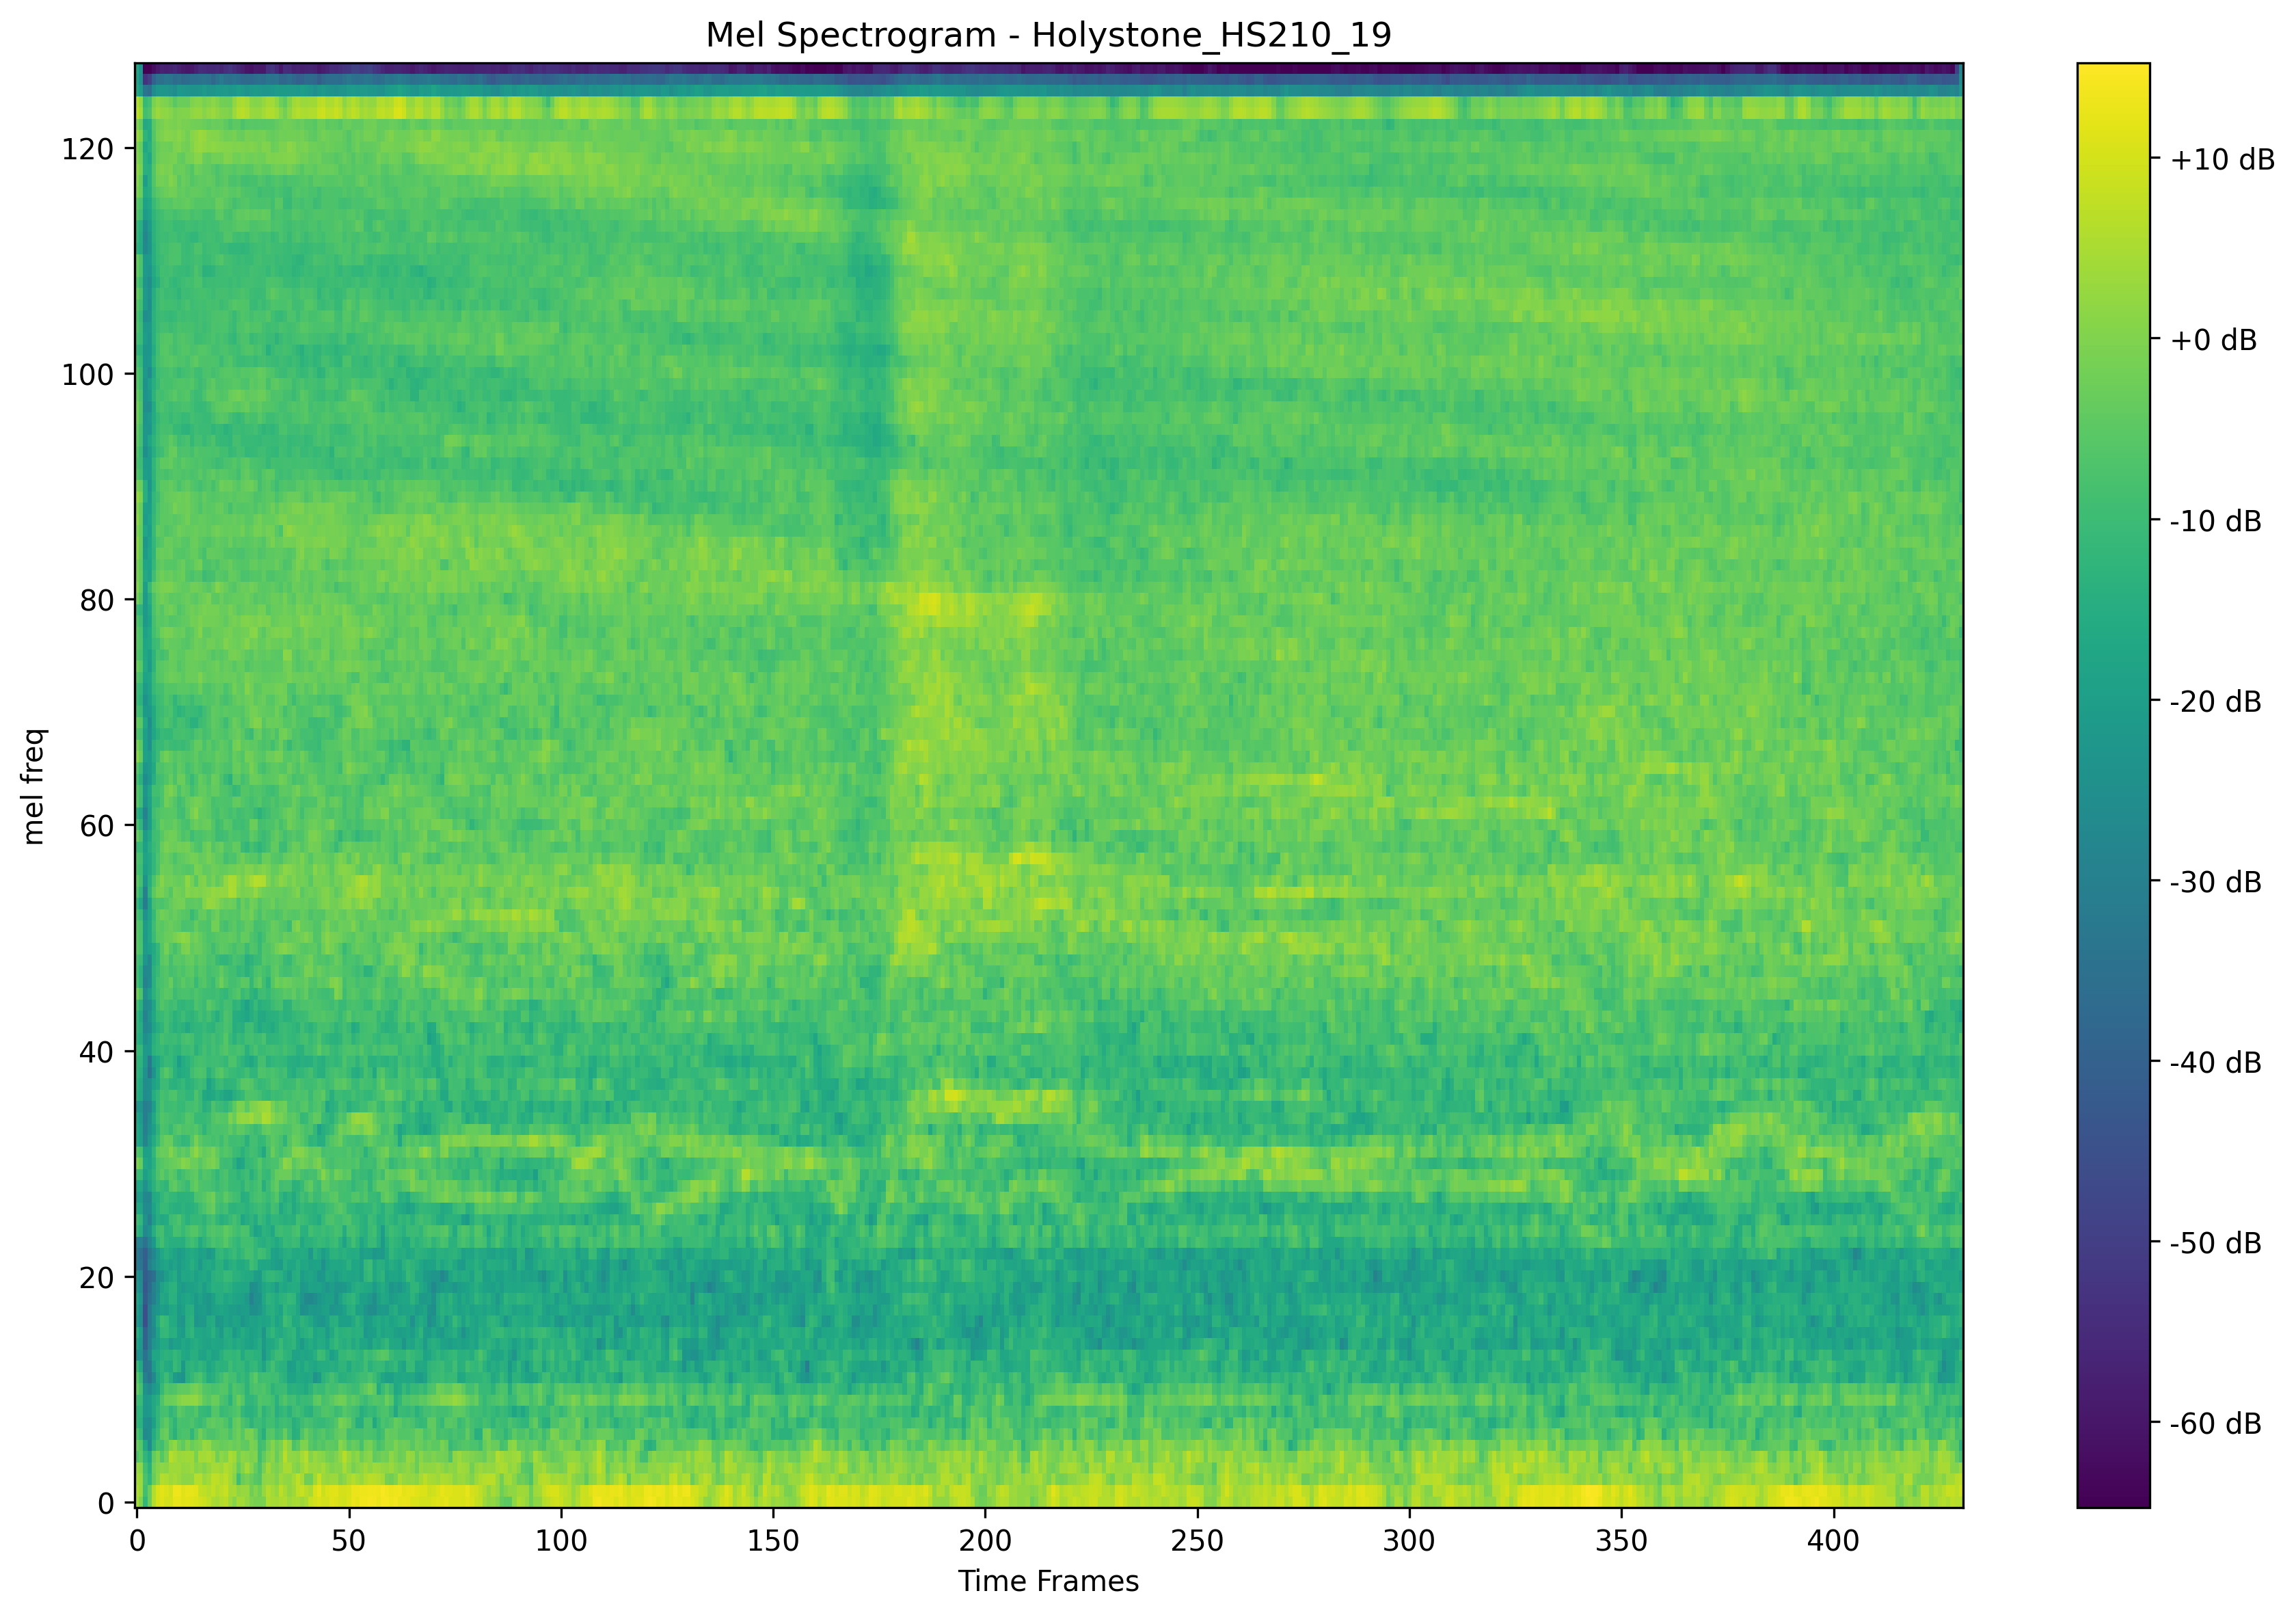 Mel Spectrogram - Holystone_HS210_19
mel freq
120
100
80
60
40
20
0
0 50 100 150 200 250 300 350 400
Time Frames
+10 dB
+0 dB
-10 dB
-20 dB
-30 dB
-40 dB
-50 dB
-60 dB